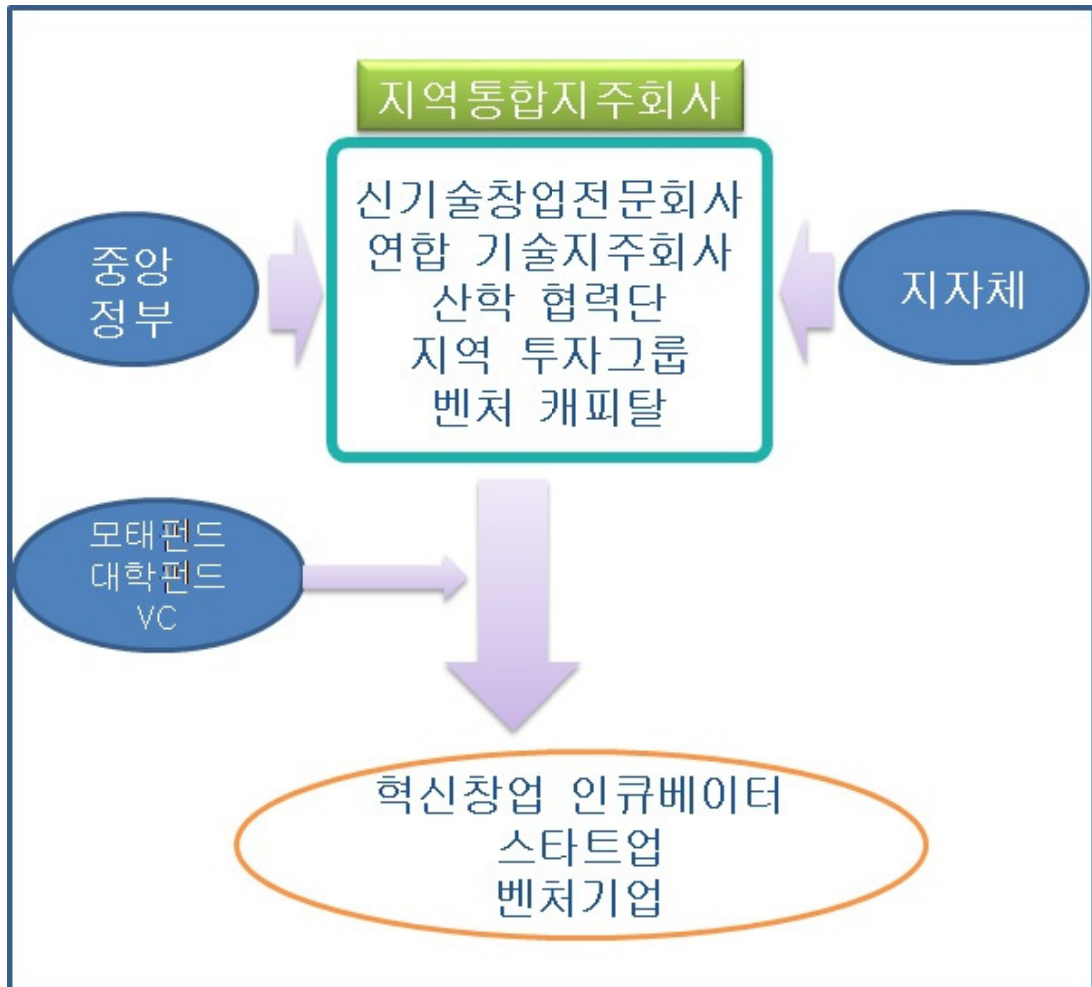 지역통합지주회사
신기술창업전문회사
연합 기술지주회사
산학 협력단
지역 투자그룹
벤처 캐피탈
중앙
정부
지자체
모태펀드
대학펀드
VC
혁신창업 인큐베이터
스타트업
벤처기업